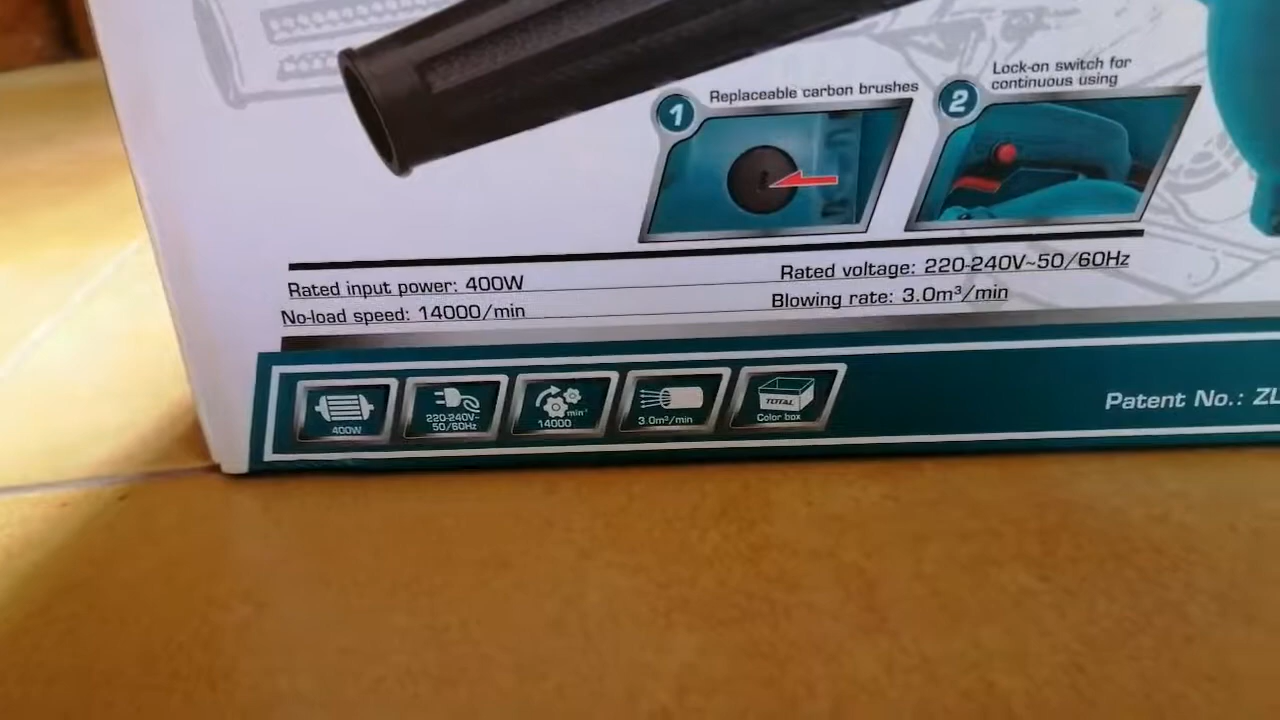 1
Replaceable carbon brushes
2
Lock-on switch for
continuous using
Rated input power: 400W
Rated voltage: 220-240V~50/60Hz
No-load speed: 14000/min
Blowing rate: 3.0m³/min
400W
220-240V~
50/60Hz
min⁻¹
14000
3.0m³/min
TOTAL
Color box
Patent No.: ZL